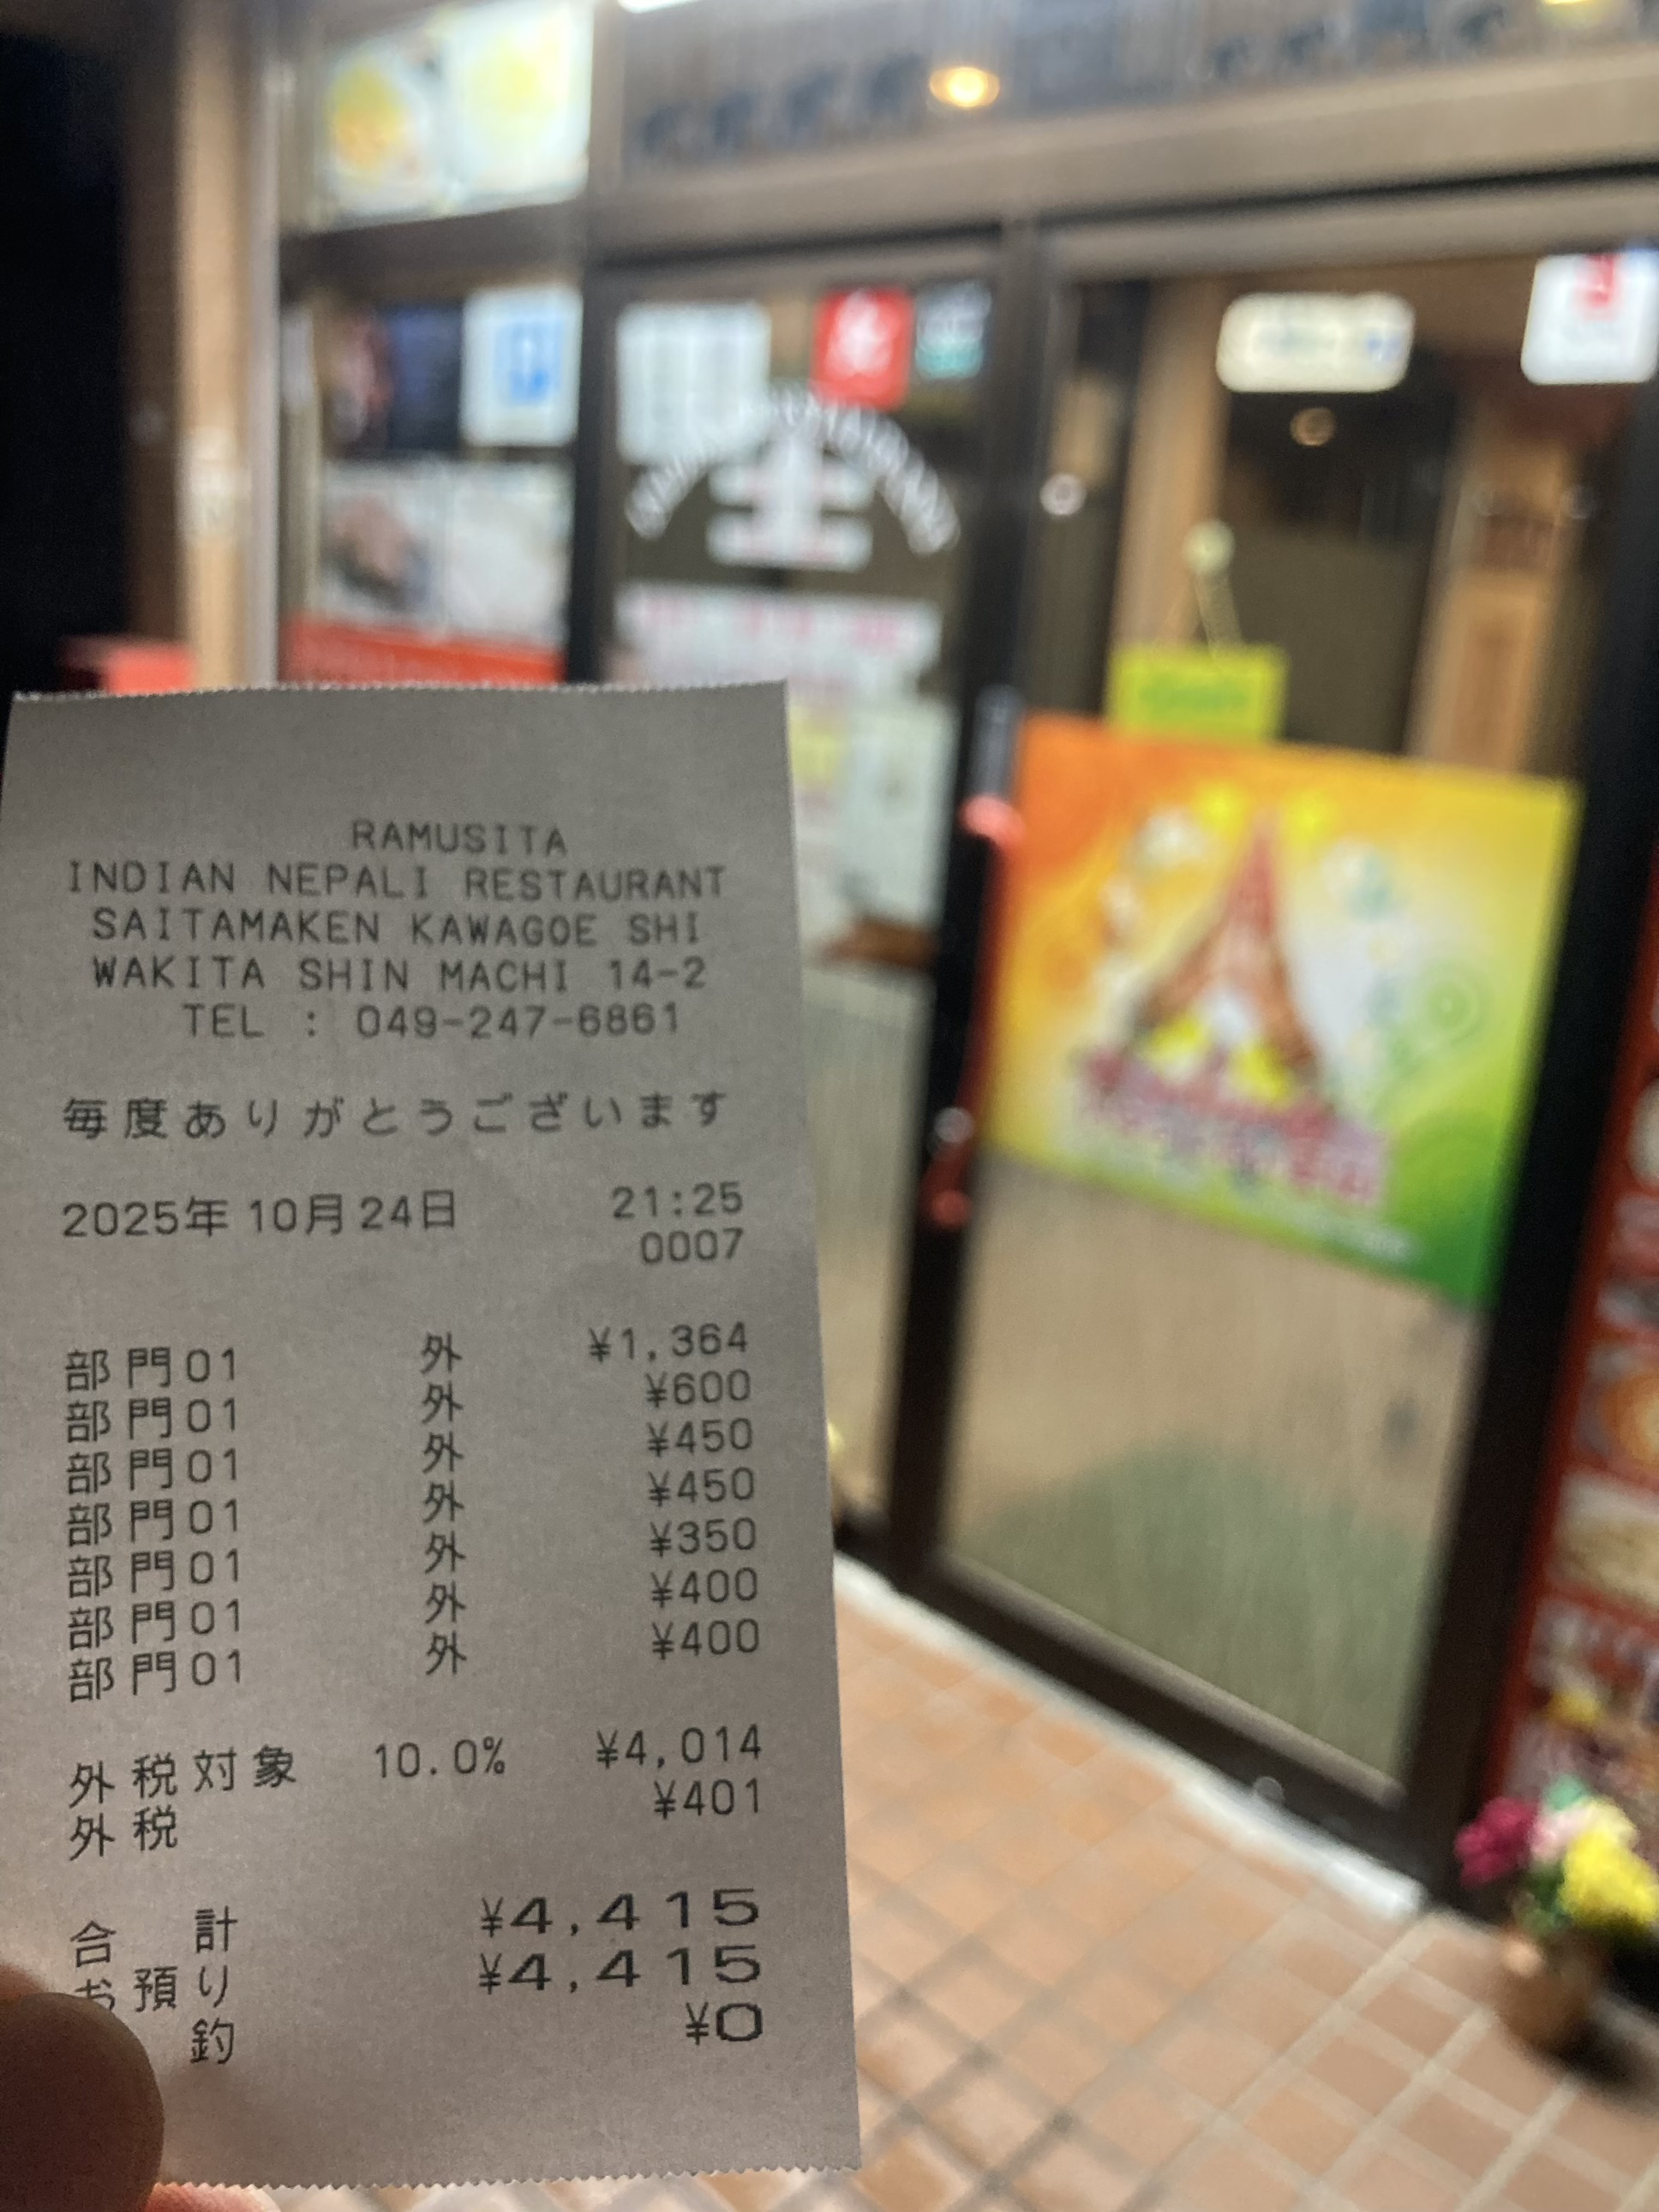 RAMUSITA
INDIAN NEPALI RESTAURANT
SAITAMAKEN KAWAGOE SHI
WAKITA SHIN MACHI 14-2
TEL : 049-247-6861
毎度ありがとうございます
2025年10月24日 21:25
0007
部門01 外 ¥1,364
部門01 外 ¥600
部門01 外 ¥450
部門01 外 ¥450
部門01 外 ¥350
部門01 外 ¥400
部門01 外 ¥400
外税対象 10.0% ¥4,014
外税 ¥401
合計 ¥4,415
お預り ¥4,415
釣 ¥0
生